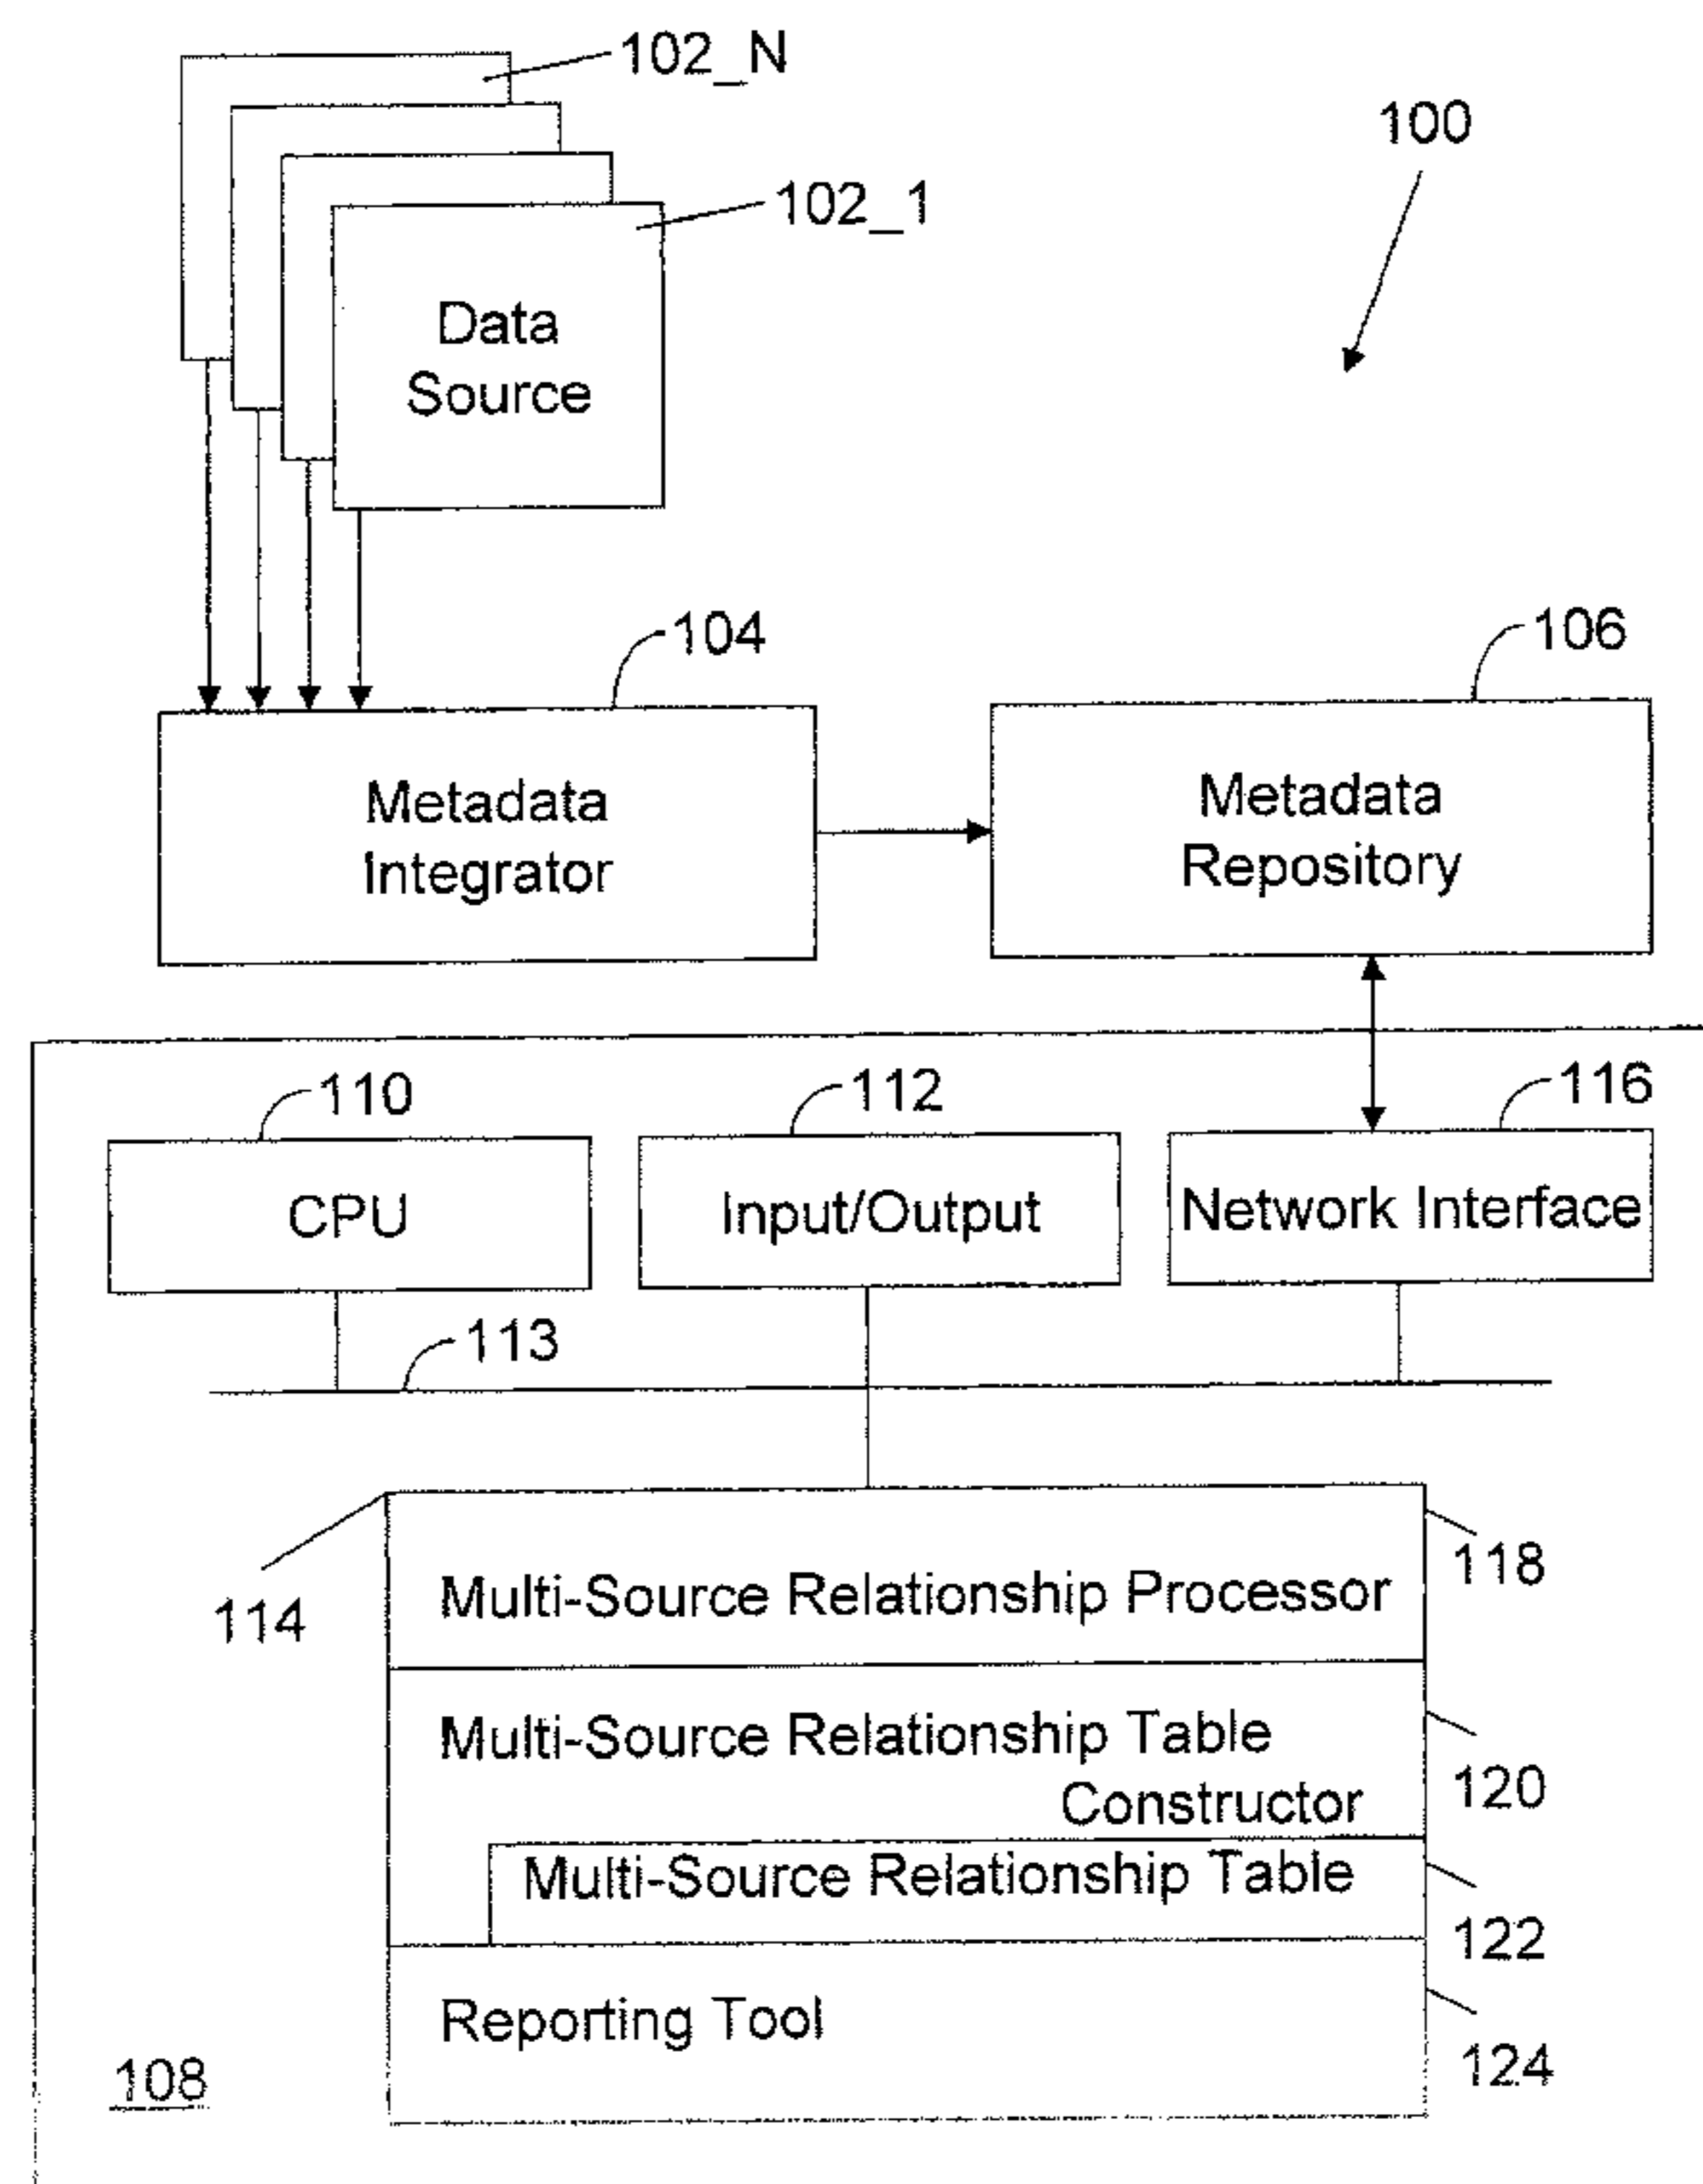 102_N
100
102_1
Data
Source
104
106
Metadata
Integrator
Metadata
Repository
110
112
116
CPU
Input/Output
Network Interface
113
118
114
Multi-Source Relationship Processor
Multi-Source Relationship Table
Constructor
120
Multi-Source Relationship Table
122
Reporting Tool
124
108